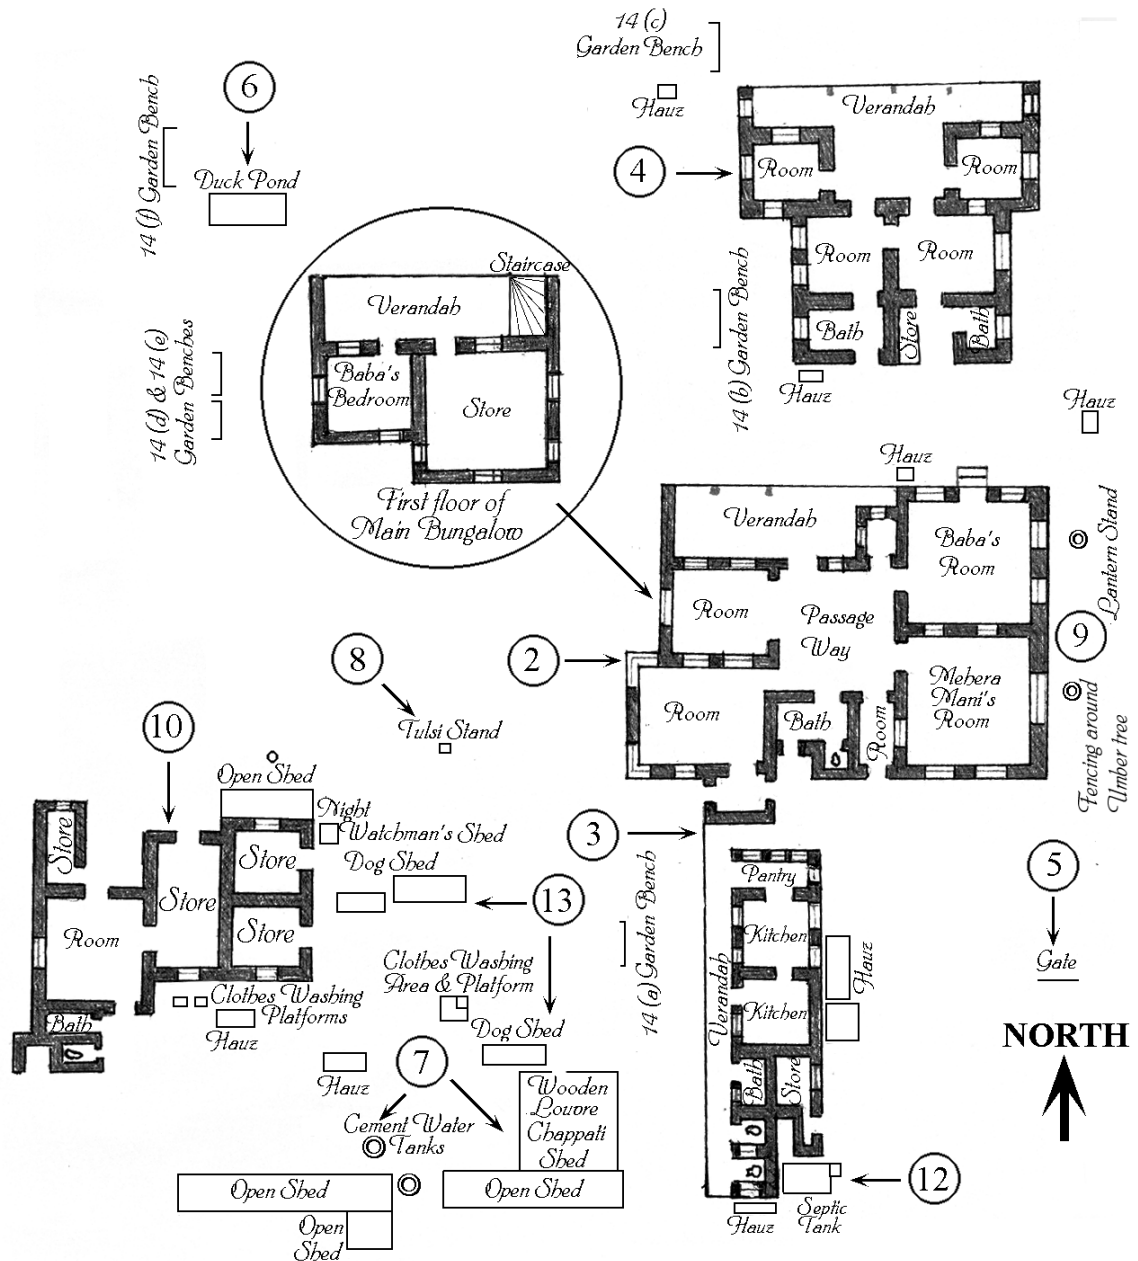 14 (c)
Garden Bench
Hauz
6
14 (f) Garden Bench
Duck Pond
Verandah
4
Room
Room
Room
Room
14 (b) Garden Bench
Bath
Store
Bath
Hauz
Hauz
Staircase
Verandah
14 (d) & 14 (e)
Garden Benches
Baba's
Bedroom
Store
First floor of
Main Bungalow
Hauz
Verandah
Baba's
Room
Lantern Stand
Room
Passage
Way
9
2
8
Mehera
Mani's
Room
Room
Bath
Room
Fencing around
Umber tree
Tulsi Stand
10
Open Shed
Night
Watchman's Shed
Store
Store
Dog Shed
3
Pantry
5
Store
13
Store
Room
14 (a) Garden Bench
Kitchen
Hauz
Gate
Clothes Washing
Area & Platform
Verandah
Clothes Washing
Platforms
Hauz
Bath
Dog Shed
Kitchen
NORTH
7
Hauz
Bath
Store
Wooden
Louvre
Chappati
Shed
Cement Water
Tanks
12
Open Shed
Open Shed
Open
Shed
Septic
Tank
Hauz